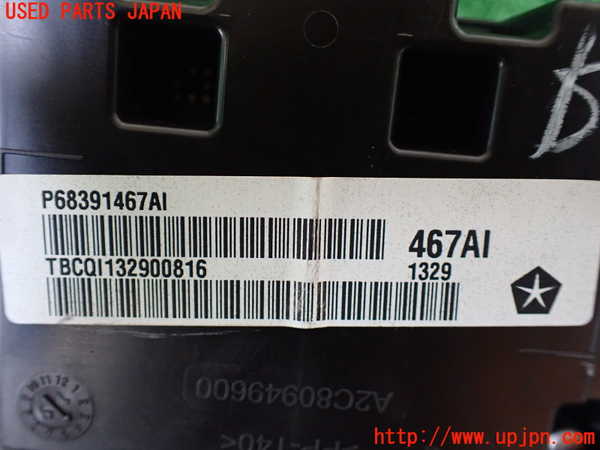 USED PARTS JAPAN
P68391467AI
467AI
TBCQI132900816
1329
A2C80949600
http://www.upjpn.com